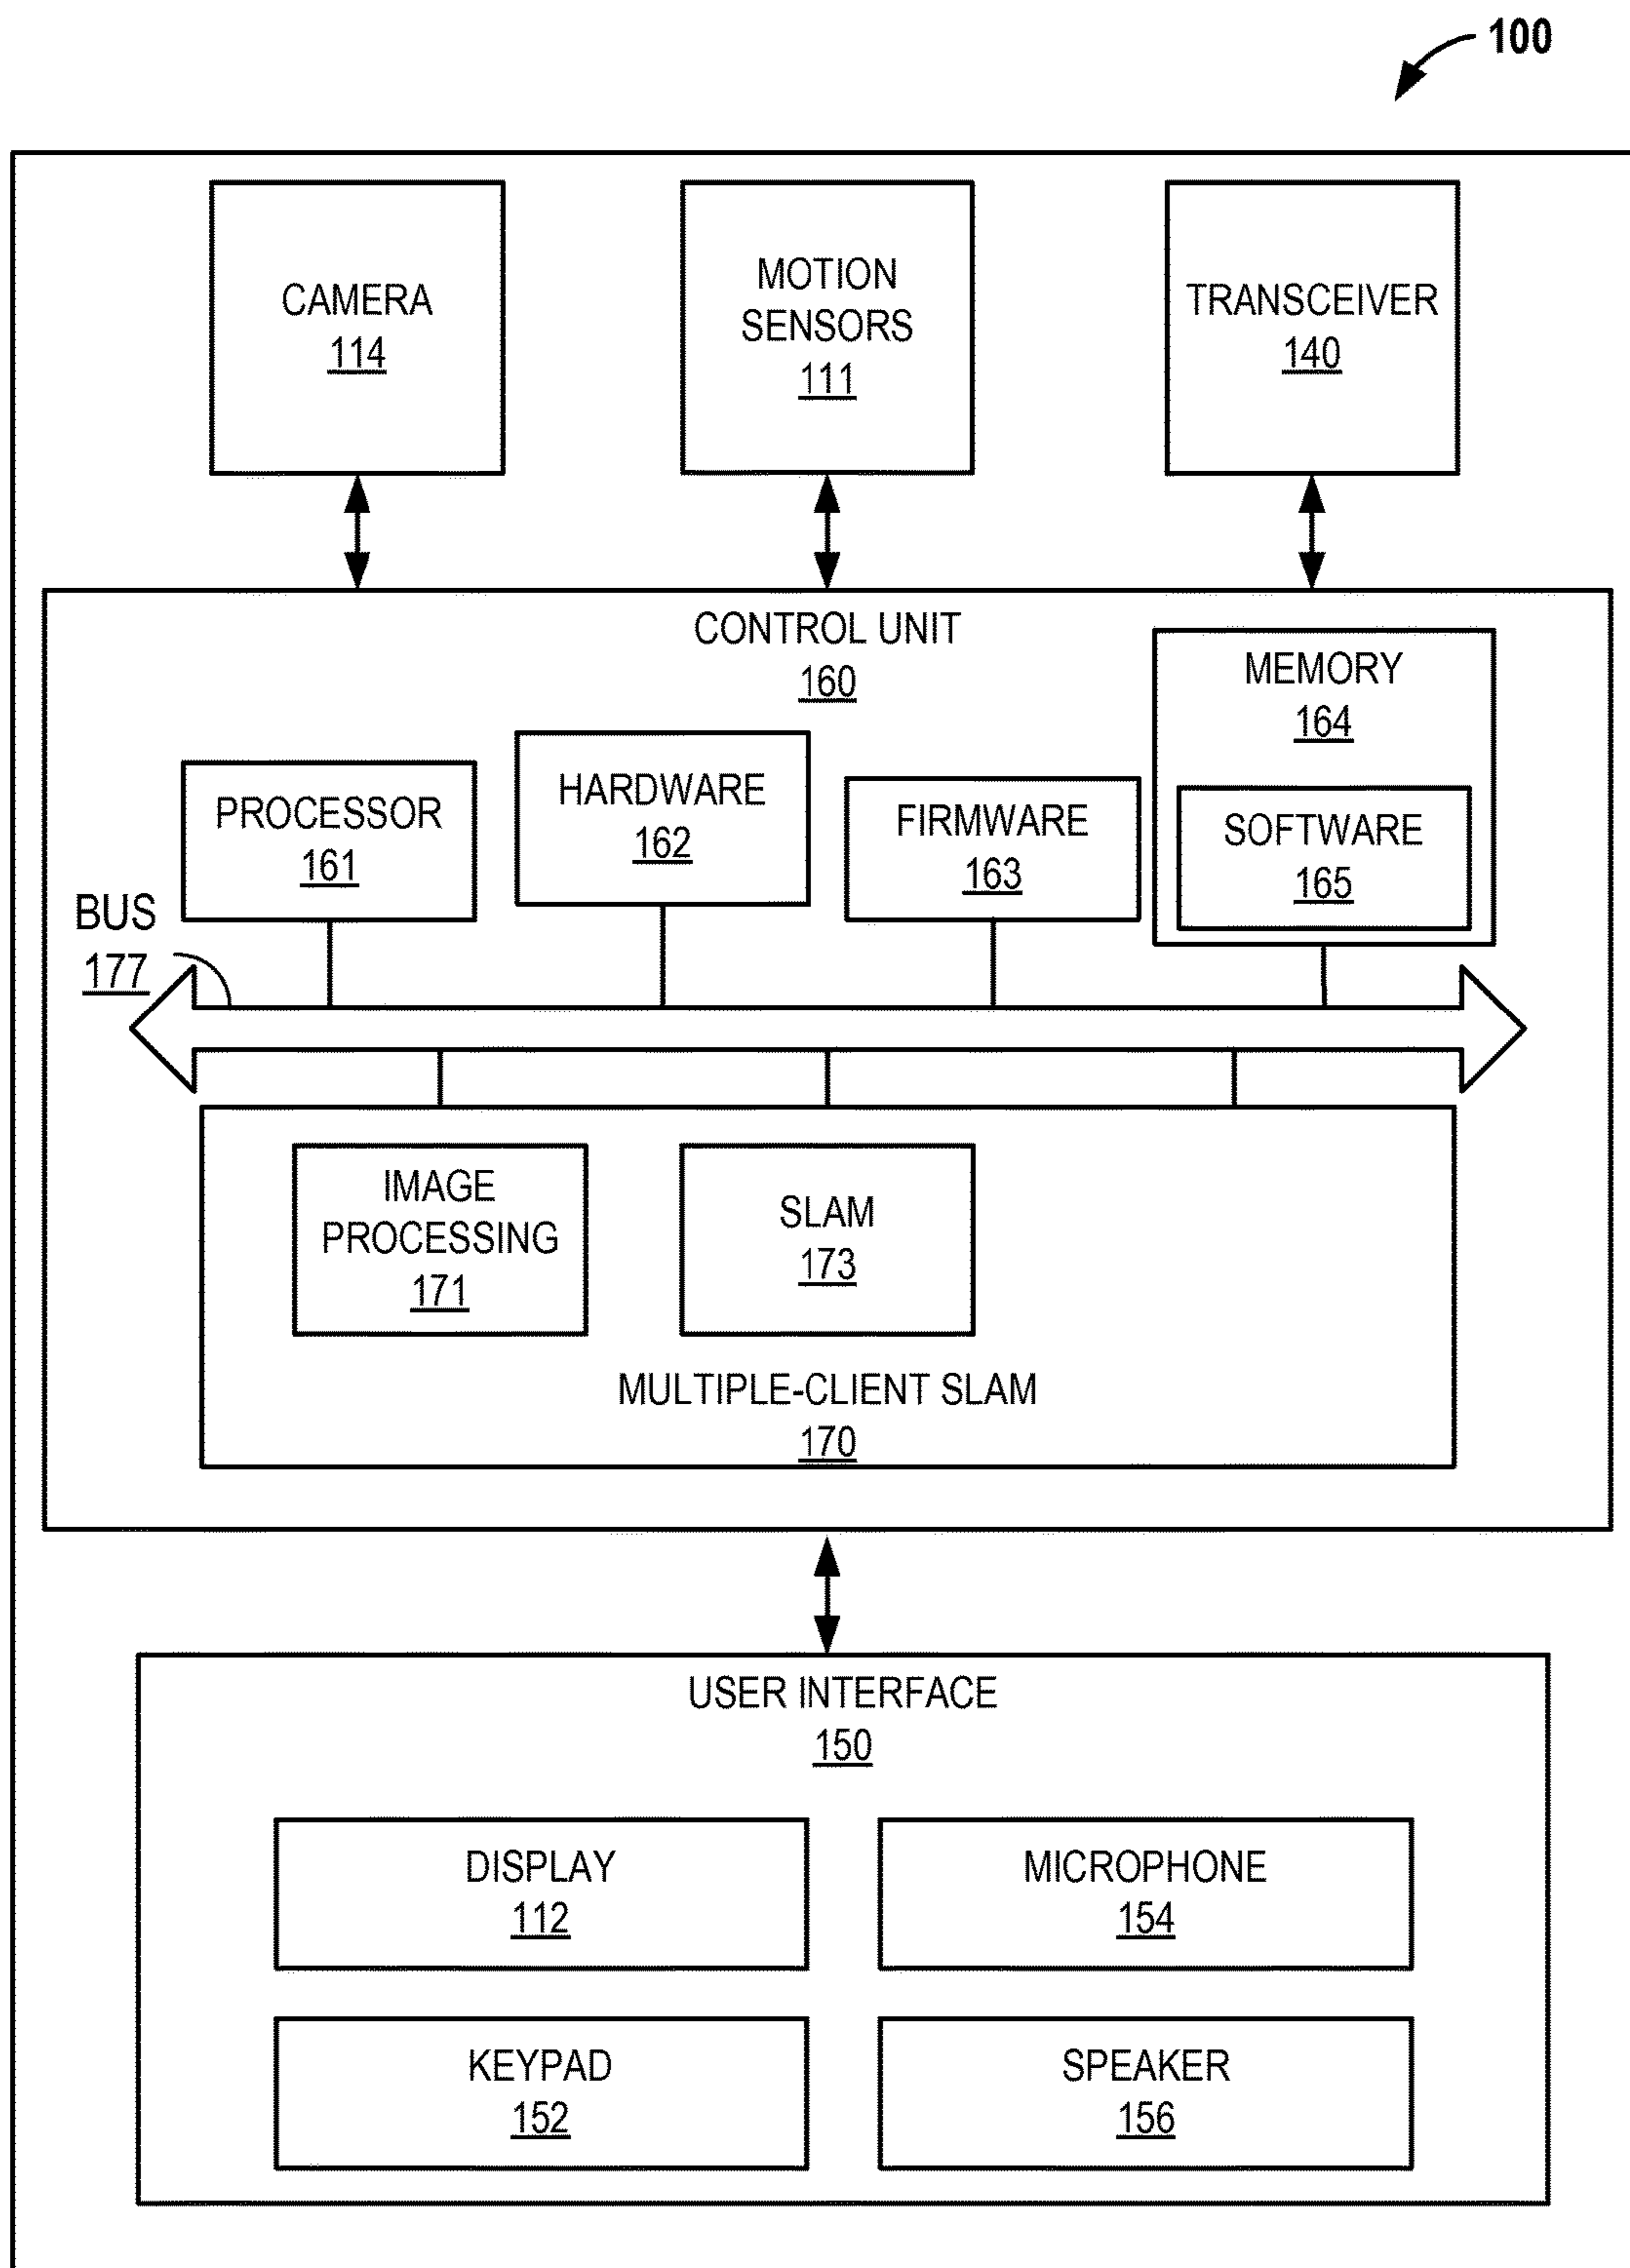 100
CAMERA
114
MOTION
SENSORS
111
TRANSCEIVER
140
CONTROL UNIT
160
MEMORY
164
PROCESSOR
161
HARDWARE
162
FIRMWARE
163
SOFTWARE
165
BUS
177
IMAGE
PROCESSING
171
SLAM
173
MULTIPLE-CLIENT SLAM
170
USER INTERFACE
150
DISPLAY
112
MICROPHONE
154
KEYPAD
152
SPEAKER
156